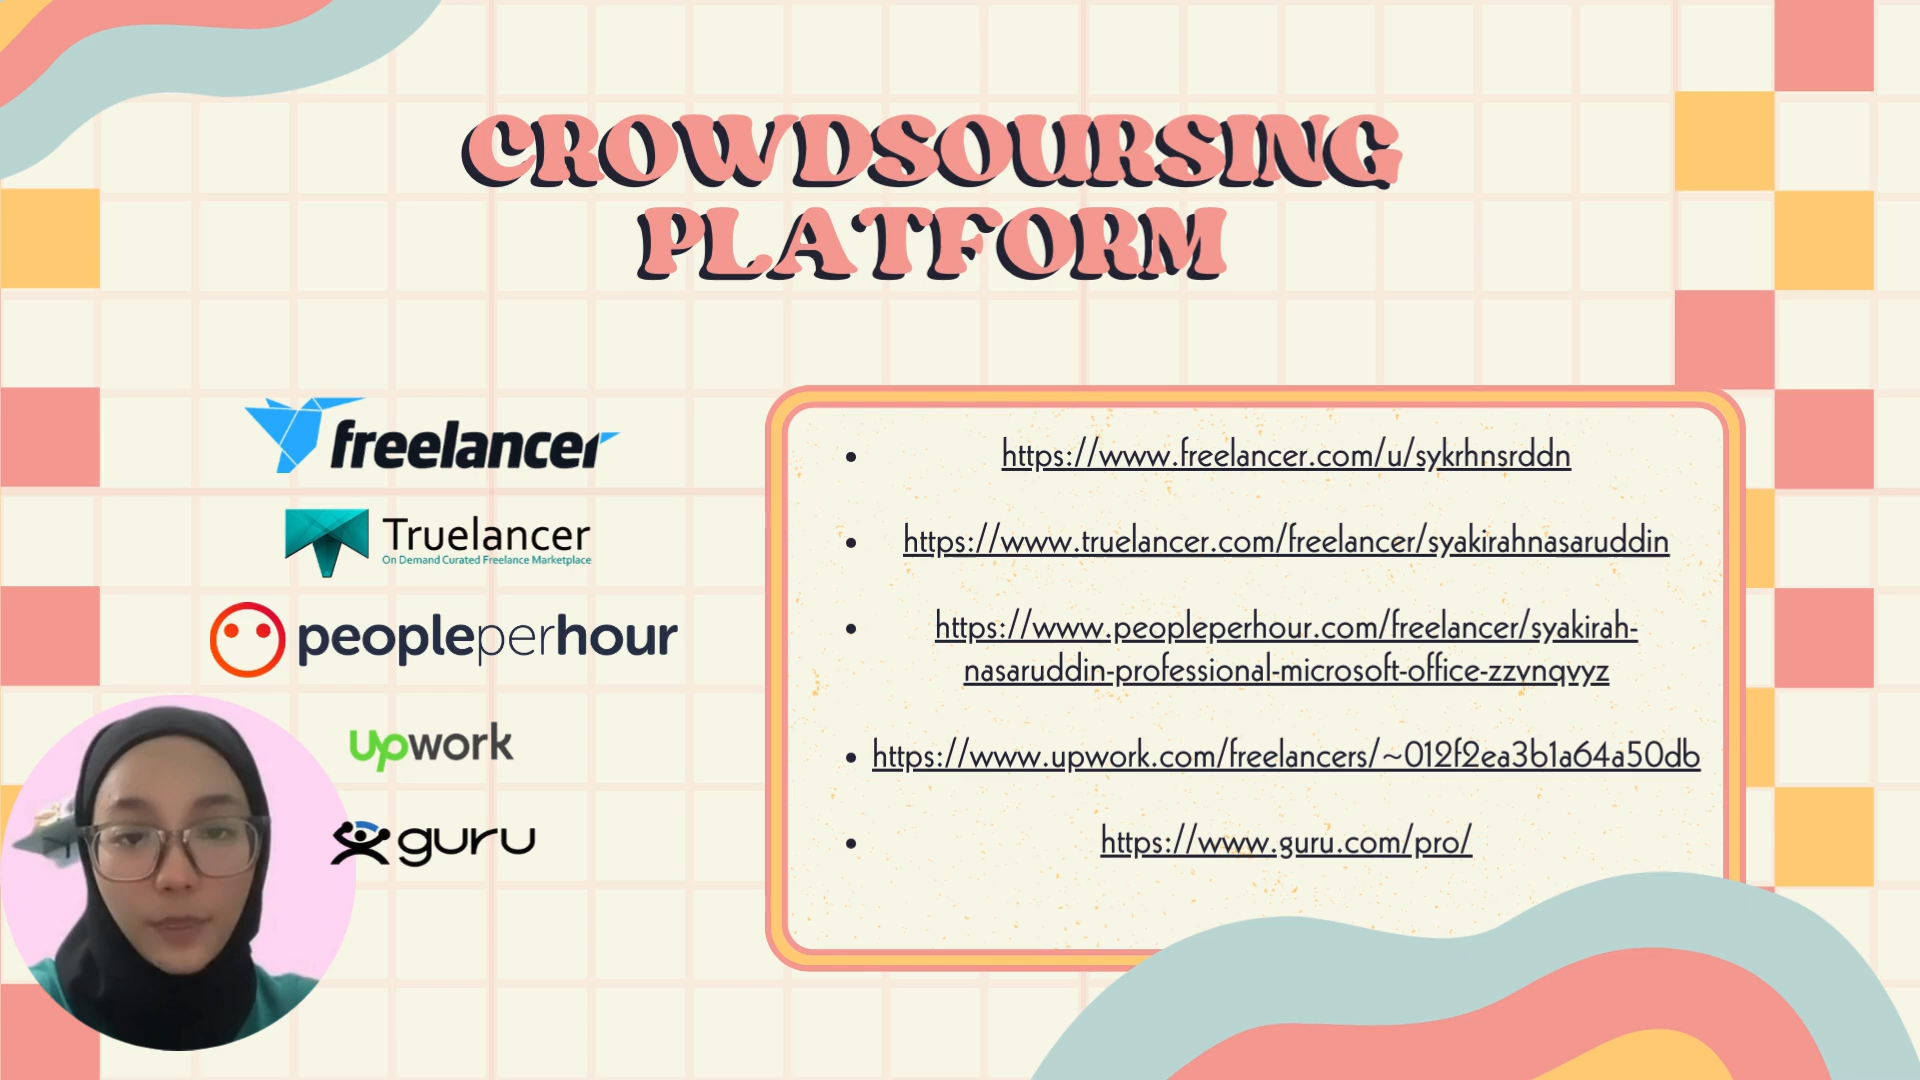 CROWDSOURSING
PLATFORM
freelancer
Truelancer
On Demand Curated Freelance Marketplace
peopleperhour
upwork
guru
• https://www.freelancer.com/u/sykrhnsrddn
• https://www.truelancer.com/freelancer/syakirahnasaruddin
• https://www.peopleperhour.com/freelancer/syakirah-
nasaruddin-professional-microsoft-office-zzvnqvyz
• https://www.upwork.com/freelancers/~012f2ea3b1a64a50db
• https://www.guru.com/pro/